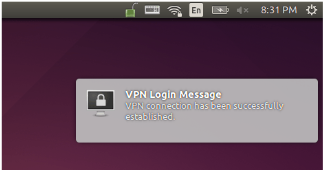 En 8:31 PM
VPN Login Message
VPN connection has been successfully
established.